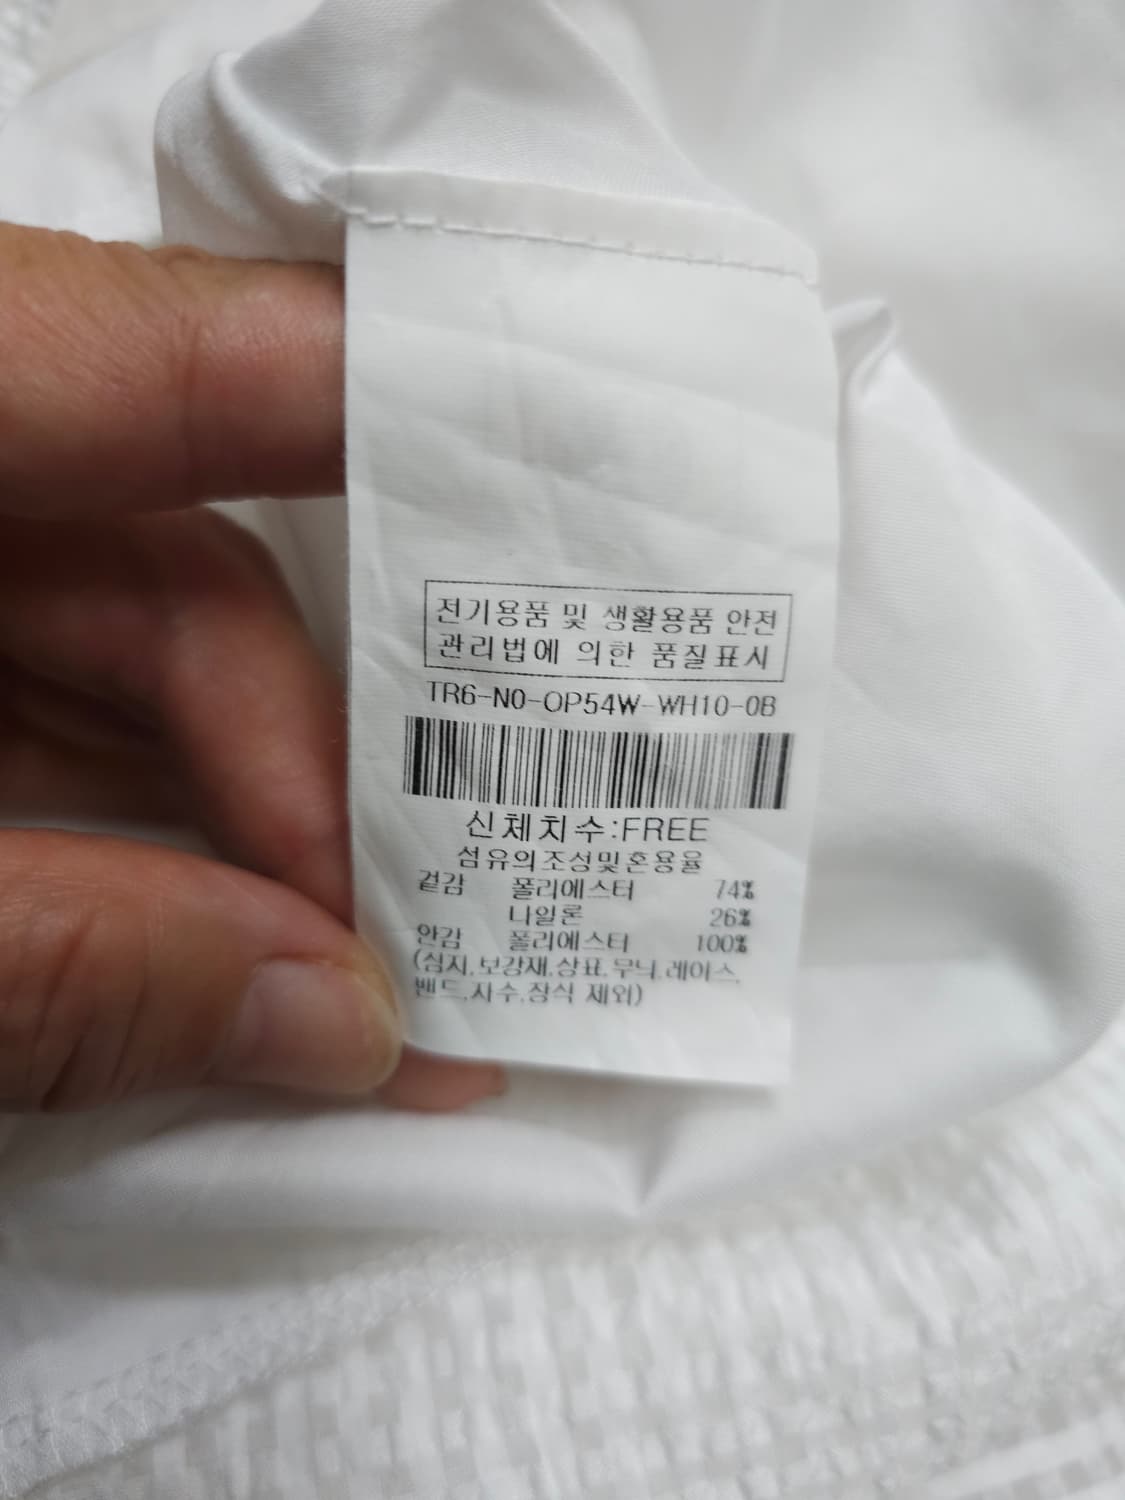 전기용품 및 생활용품 안전
관리법에 의한 품질표시
TR6-N0-OP54W-WH10-0B
신체치수:FREE
섬유의조성및혼용율
겉감 폴리에스터 74%
나일론 26%
안감 폴리에스터 100%
(심지,보강재,상표,무늬,레이스,
밴드,자수,장식 제외)